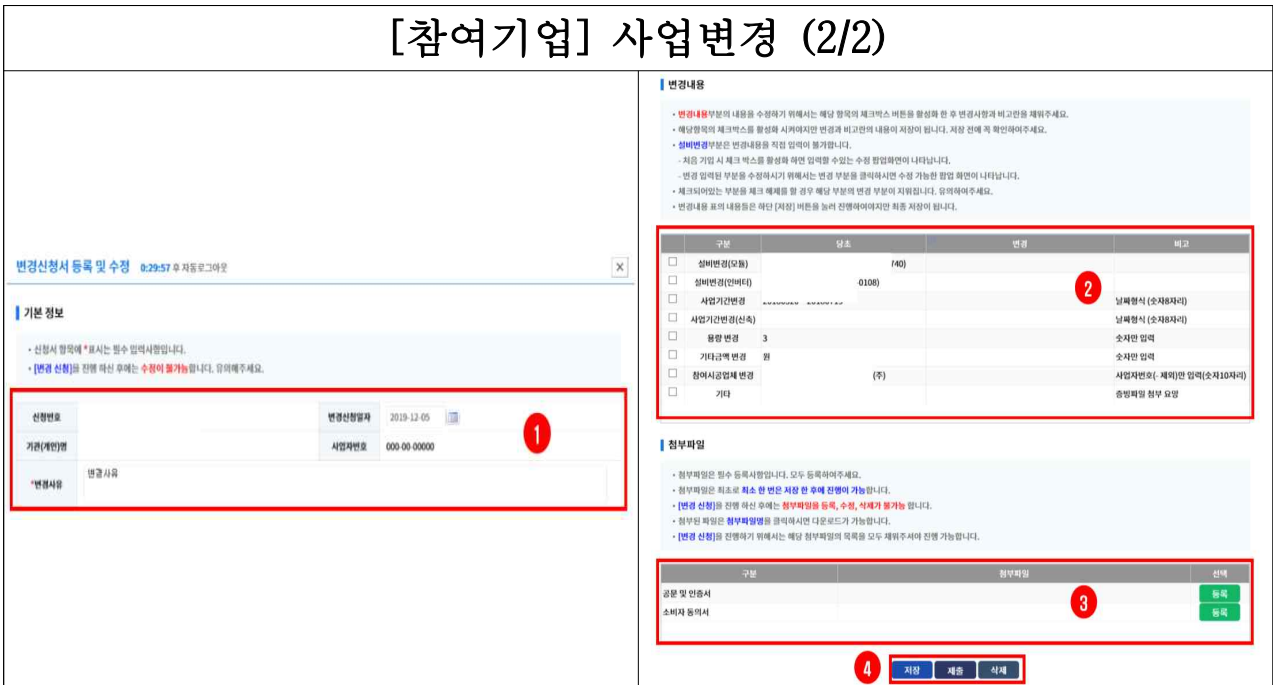 [참여기업] 사업변경 (2/2)
변경신청서 등록 및 수정 0:29:57 후 자동로그아웃 X
기본 정보
• 신청서 항목에 *표시는 필수 입력사항입니다.
• [변경 신청]을 진행 하신 후에는 수정이 불가능합니다. 유의해주세요.
신청번호 변경신청일자 2019-12-05
1
기관(개인)명 사업자번호 000-00-00000
*변경사유 변결사유
변경내용
• 변경내용부분의 내용을 수정하기 위해서는 해당 항목의 체크박스 버튼을 활성화 한 후 변경사항과 비고란을 채워주세요.
• 해당항목의 체크박스를 활성화 시켜야지만 변경과 비고란의 내용이 저장이 됩니다. 저장 전에 꼭 확인하여주세요.
• 설비변경부분은 변경내용을 직접 입력이 불가합니다.
- 처음 기입 시 체크 박스를 활성화 하면 입력할 수있는 수정 팝업화면이 나타납니다.
- 변경 입력된 부분을 수정하시기 위해서는 변경 부분을 클릭하시면 수정 가능한 팝업 화면이 나타납니다.
• 체크되어있는 부분을 체크 해제를 할 경우 해당 부분의 변경 부분이 지워집니다. 유의하여주세요.
• 변경내용 표의 내용들은 하단 [저장] 버튼을 눌러 진행하여야지만 최종 저장이 됩니다.
구분 당초 변경 비고
설비변경(모듈) /40)
설비변경(인버터) -0108)
2
사업기간변경 날짜형식 (숫자8자리)
사업기간변경(신축) 날짜형식 (숫자8자리)
용량 변경 3 숫자만 입력
기타금액 변경 원 숫자만 입력
참여시공업체 변경 (주) 사업자번호(- 제외)만 입력(숫자10자리)
기타 증빙파일 첨부 요망
첨부파일
• 첨부파일은 필수 등록사항입니다. 모두 등록하여주세요.
• 첨부파일은 최초로 최소 한 번은 저장 한 후에 진행이 가능합니다.
• [변경 신청]을 진행 하신 후에는 첨부파일을 등록, 수정, 삭제가 불가능 합니다.
• 첨부된 파일은 첨부파일명을 클릭하시면 다운로드가 가능합니다.
• [변경 신청]을 진행하기 위해서는 해당 첨부파일의 목록을 모두 채워주셔야 진행 가능합니다.
구분 첨부파일 선택
공문 및 인증서 등록
3
소비자 동의서 등록
4 저장 제출 삭제